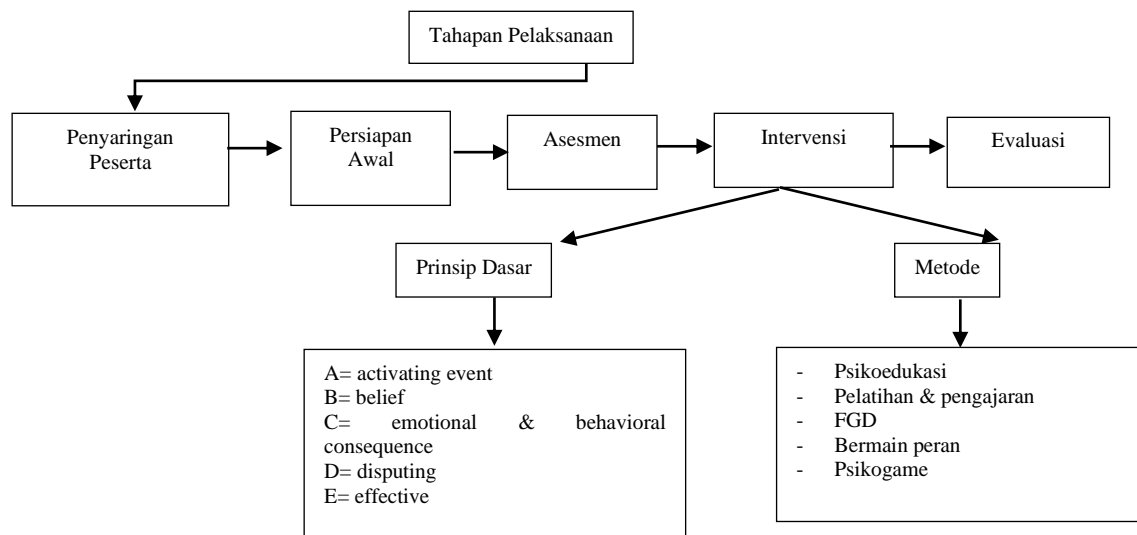 Tahapan Pelaksanaan
Penyaringan
Peserta
Persiapan
Awal
Asesmen
Intervensi
Evaluasi
Prinsip Dasar
Metode
A= activating event
B= belief
C= emotional & behavioral
consequence
D= disputing
E= effective
- Psikoedukasi
- Pelatihan & pengajaran
- FGD
- Bermain peran
- Psikogame